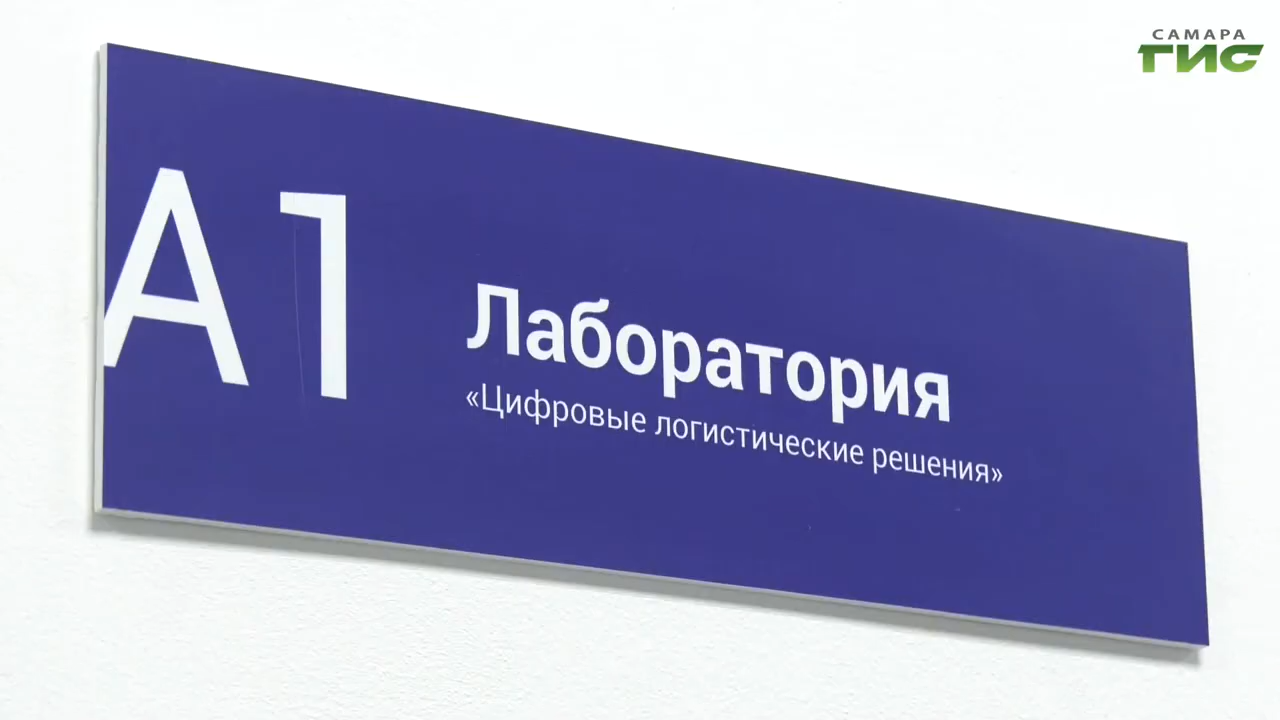 САМАРА
ГИС
А1
Лаборатория
«Цифровые логистические решения»